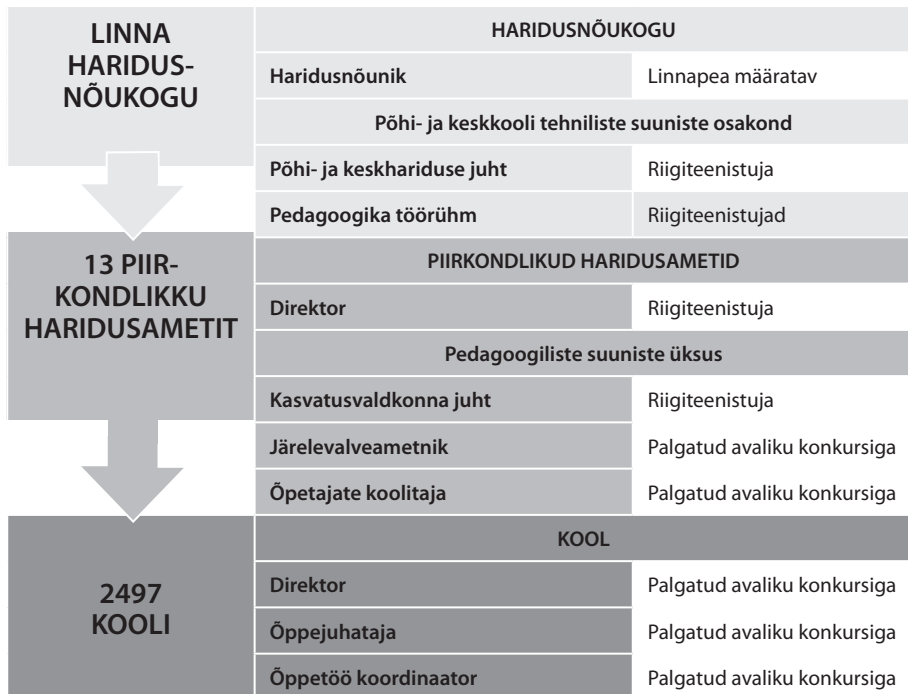 LINNA
HARIDUS-
NÕUKOGU
HARIDUSNÕUKOGU
Haridusnõunik Linnapea määratav
Põhi- ja keskkooli tehniliste suuniste osakond
Põhi- ja keskhariduse juht Riigiteenistuja
Pedagoogika töörühm Riigiteenistujad
13 PIIR-
KONDLIKKU
HARIDUSAMETIT
PIIRKONDLIKUD HARIDUSAMETID
Direktor Riigiteenistuja
Pedagoogiliste suuniste üksus
Kasvatusvaldkonna juht Riigiteenistuja
Järelevalveametnik Palgatud avaliku konkursiga
Õpetajate koolitaja Palgatud avaliku konkursiga
2497
KOOLI
KOOL
Direktor Palgatud avaliku konkursiga
Õppejuhataja Palgatud avaliku konkursiga
Õppetöö koordinaator Palgatud avaliku konkursiga